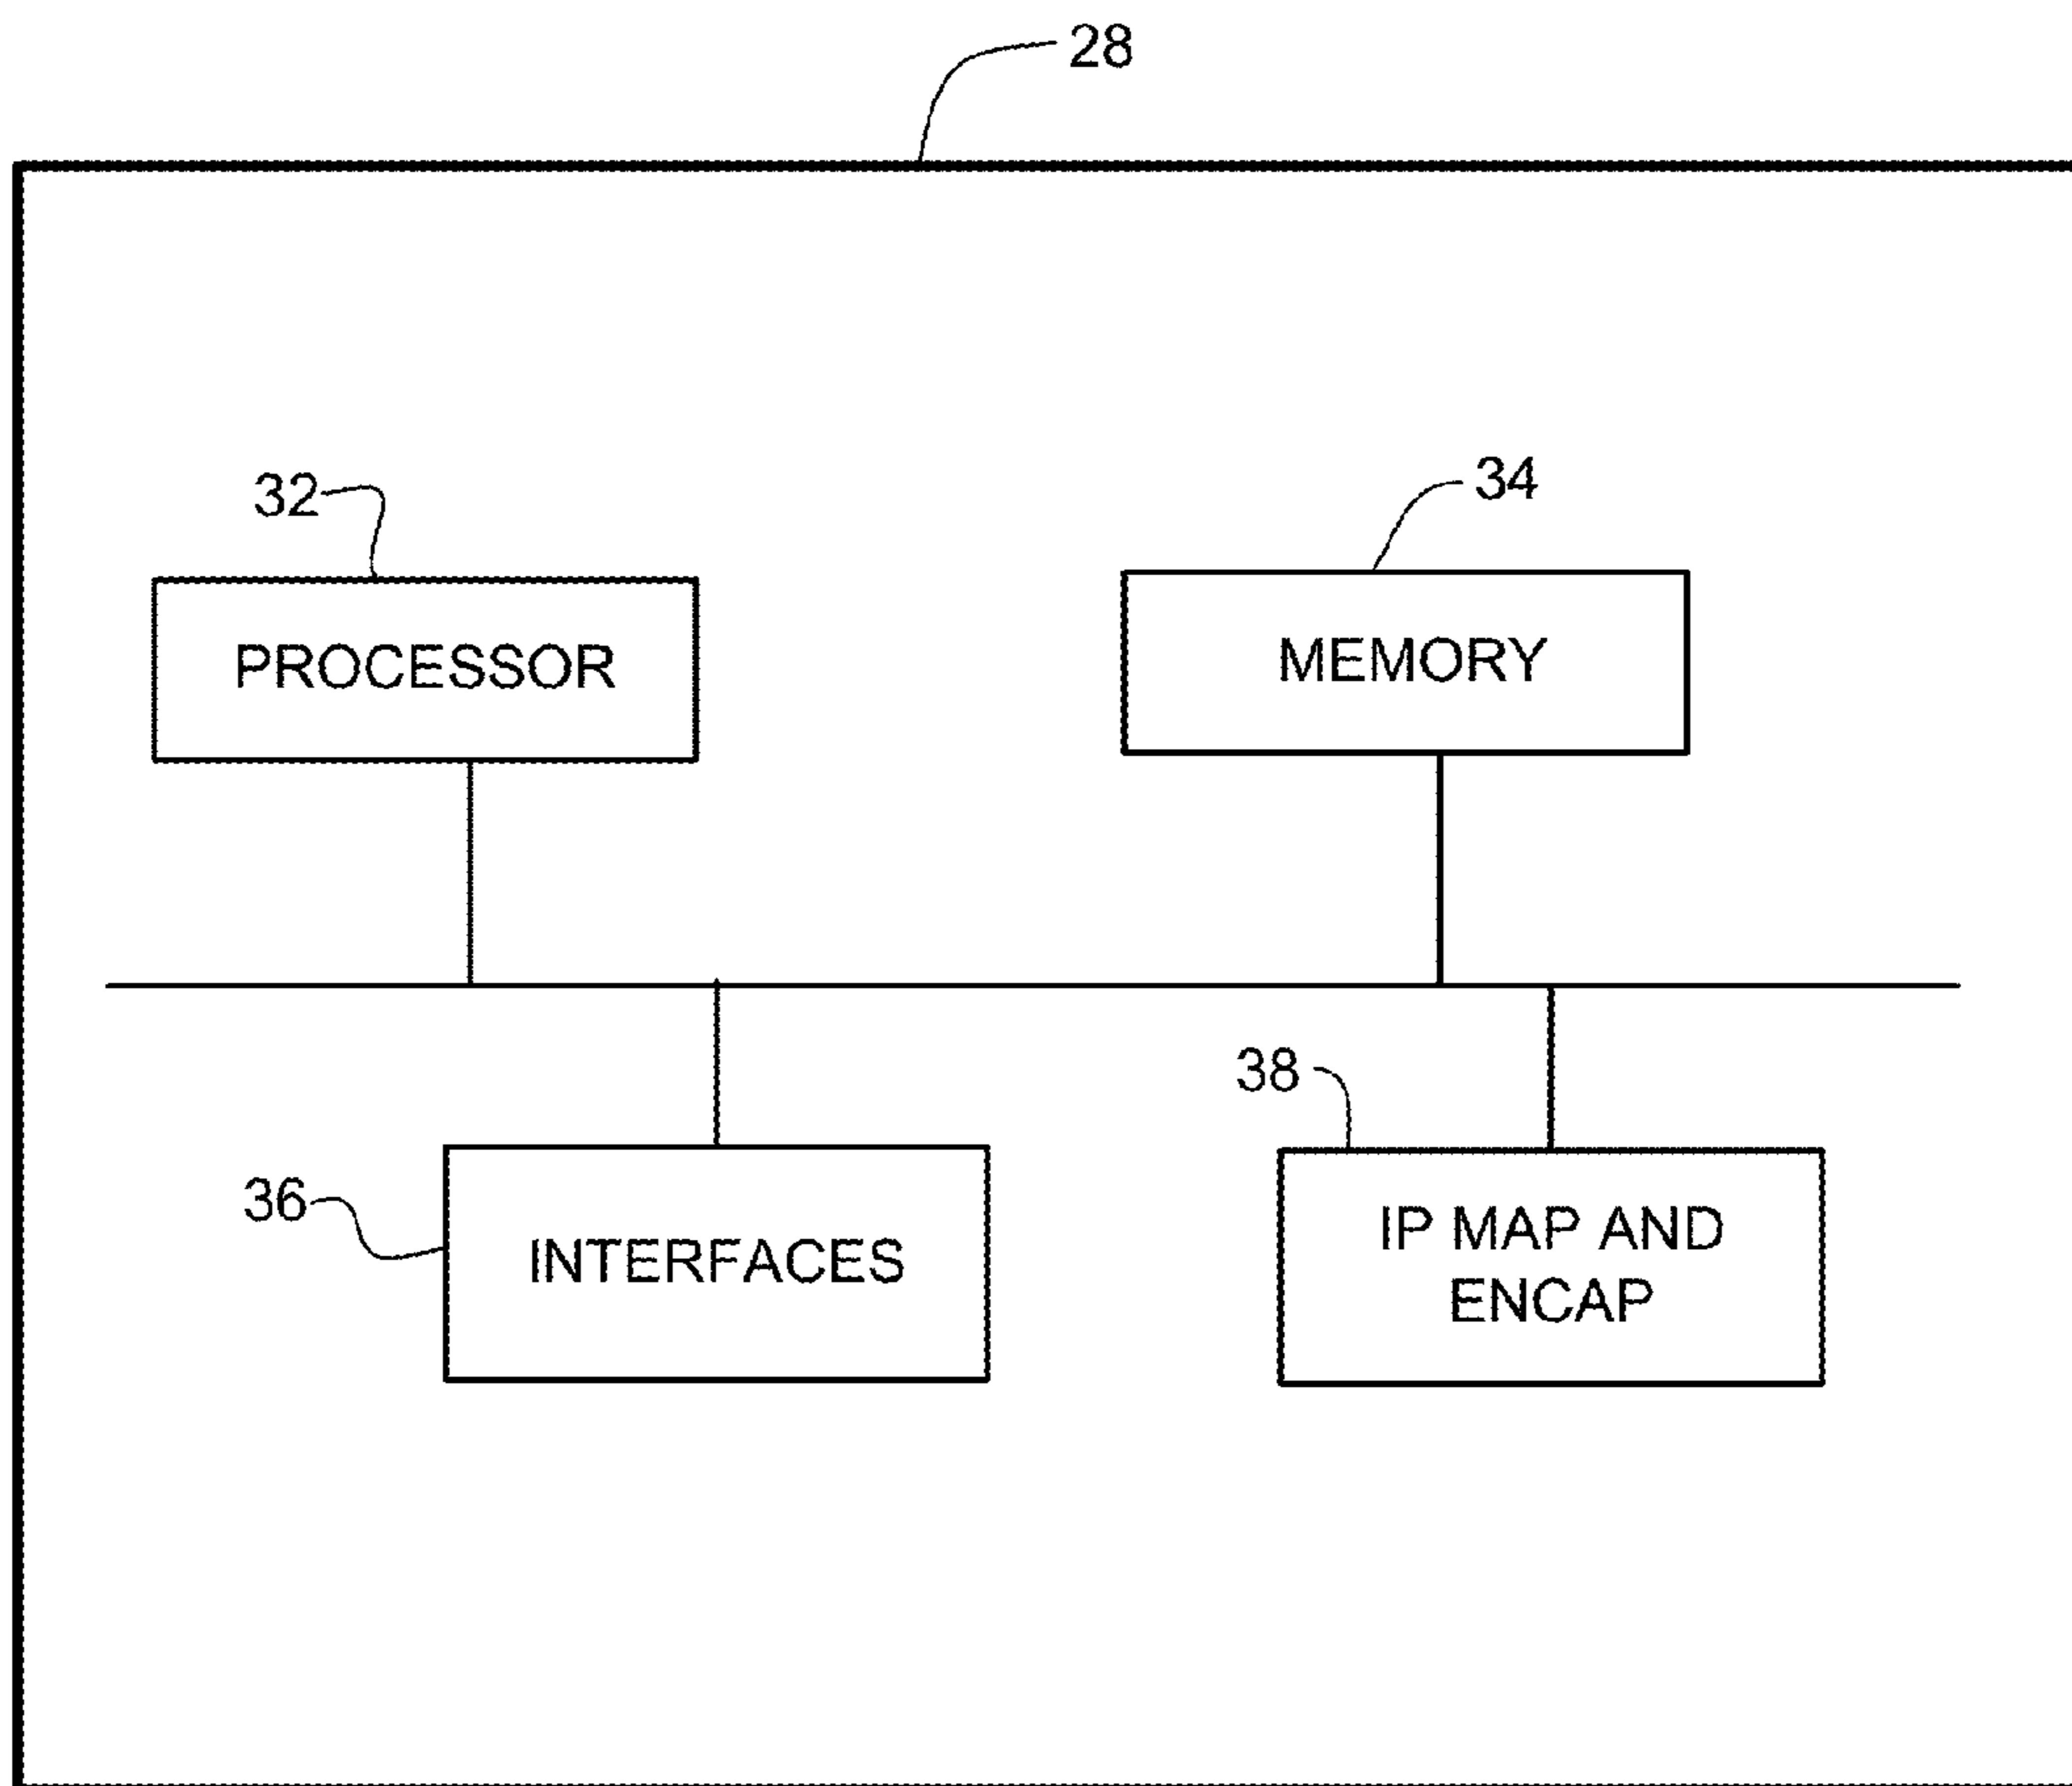 28
32
34
PROCESSOR
MEMORY
38
36
INTERFACES
IP MAP AND
ENCAP